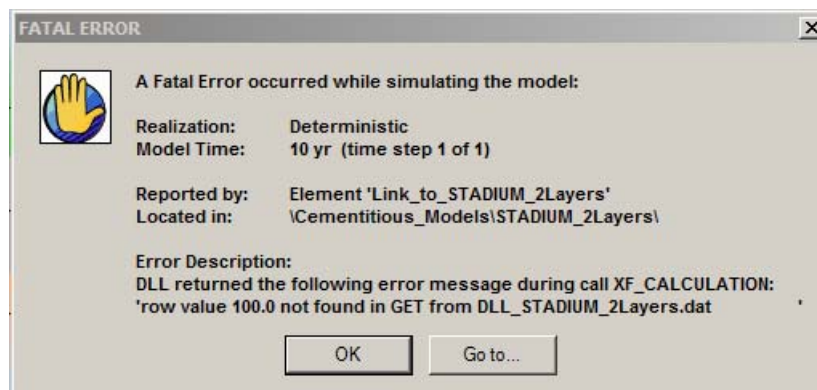 FATAL ERROR
A Fatal Error occurred while simulating the model:
Realization: Deterministic
Model Time: 10 yr (time step 1 of 1)
Reported by: Element 'Link_to_STADIUM_2Layers'
Located in: \Cementitious_Models\STADIUM_2Layers\
Error Description:
DLL returned the following error message during call XF_CALCULATION:
'row value 100.0 not found in GET from DLL_STADIUM_2Layers.dat '
OK Go to...